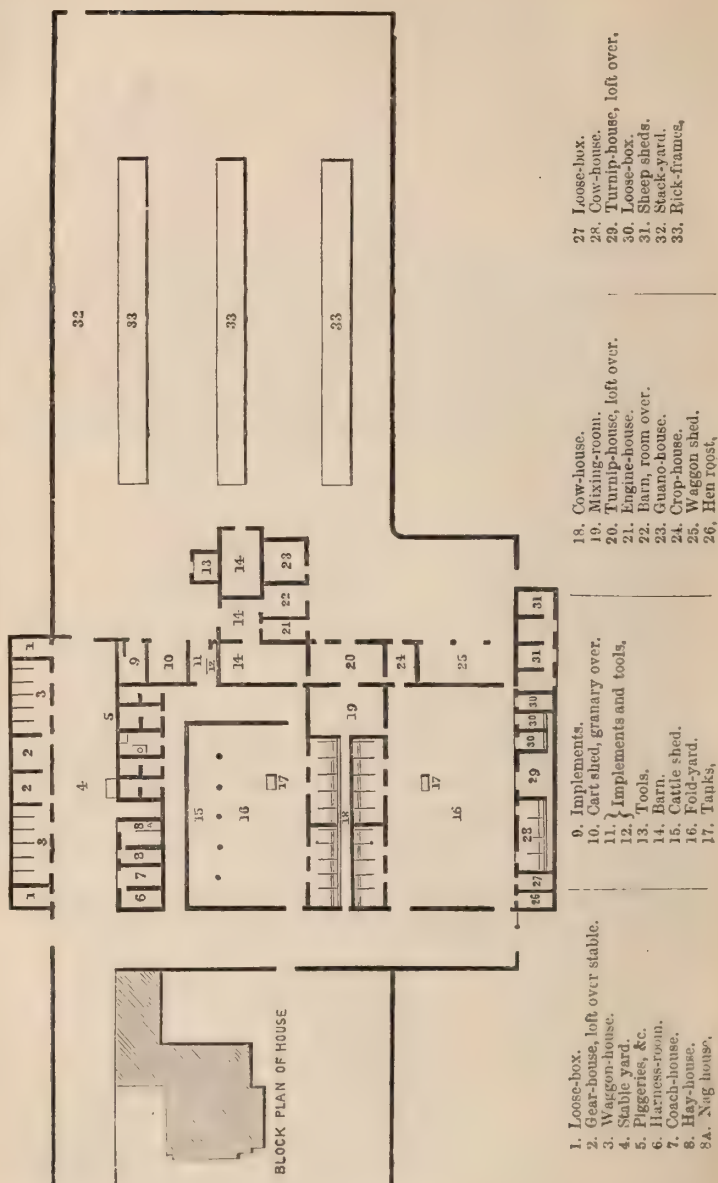 1 3 2 2 3 1
32
4
33
5
6 7 8 8A
9
10
11
12
13
14
14
14
15
16
17
33
18
19
20
21
22
23
24
25
16
17
33
26 27 28 29 30 30 30 31 31
BLOCK PLAN OF HOUSE
1. Loose-box.
2. Gear-house, loft over stable.
3. Waggon-house.
4. Stable yard.
5. Piggeries, &c.
6. Harness-room.
7. Coach-house.
8. Hay-house.
8A. Nag house,
9. Implements.
10. Cart shed, granary over.
11. } Implements and tools,
12.
13. Tools.
14. Barn.
15. Cattle shed.
16. Fold-yard.
17. Tanks,
18. Cow-house.
19. Mixing-room.
20. Turnip-house, loft over.
21. Engine-house.
22. Barn, room over.
23. Guano-house.
24. Crop-house.
25. Waggon shed.
26. Hen roost,
27 Loose-box.
28. Cow-house.
29. Turnip-house, loft over,
30. Loose-box.
31. Sheep sheds.
32. Stack-yard.
33. Rick-frames,